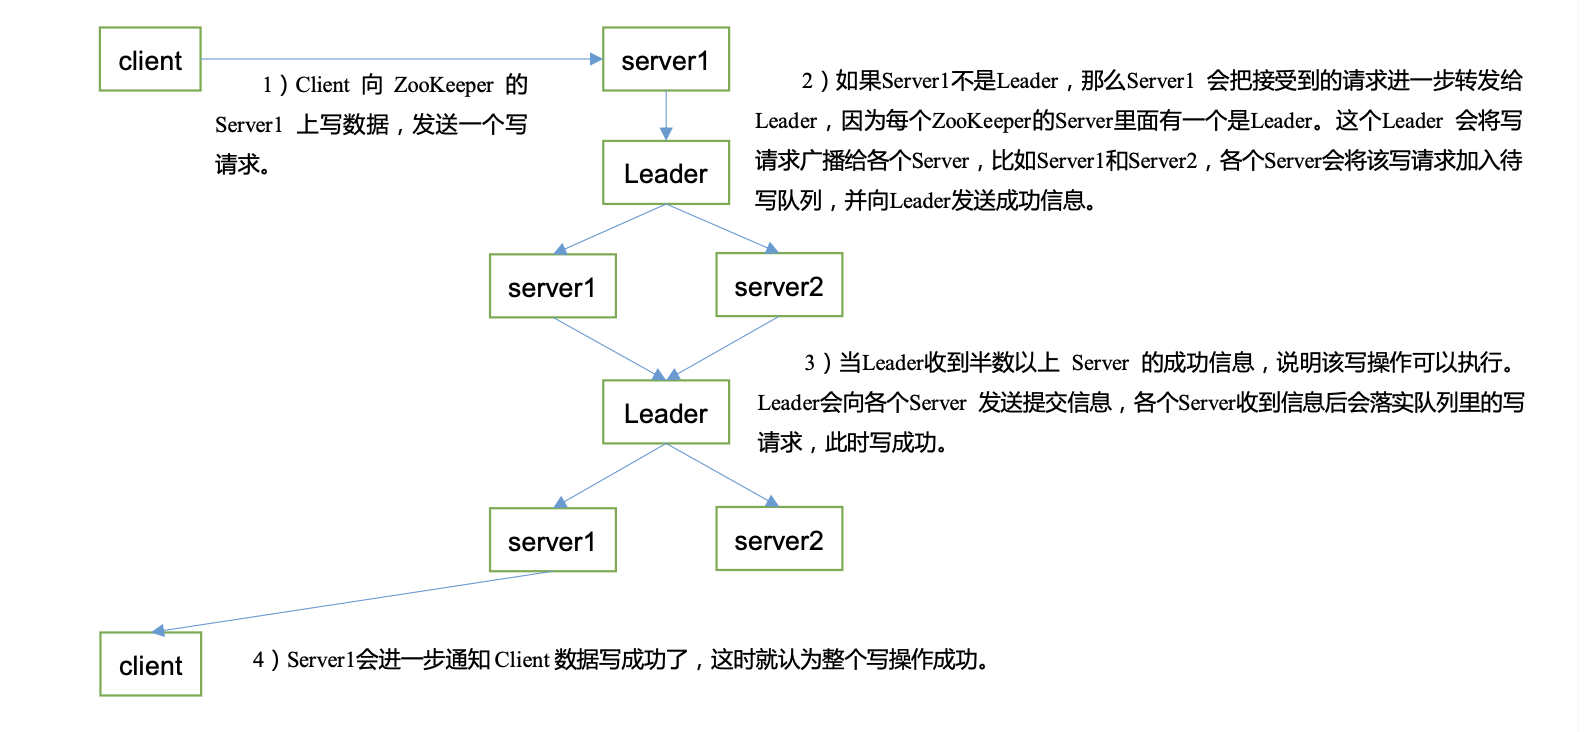 client
server1
1）Client 向 ZooKeeper 的
Server1 上写数据，发送一个写
请求。
2）如果Server1不是Leader，那么Server1 会把接受到的请求进一步转发给
Leader，因为每个ZooKeeper的Server里面有一个是Leader。这个Leader 会将写
请求广播给各个Server，比如Server1和Server2，各个Server会将该写请求加入待
写队列，并向Leader发送成功信息。
Leader
server1
server2
3）当Leader收到半数以上 Server 的成功信息，说明该写操作可以执行。
Leader会向各个Server 发送提交信息，各个Server收到信息后会落实队列里的写
请求，此时写成功。
Leader
server1
server2
client
4）Server1会进一步通知 Client 数据写成功了，这时就认为整个写操作成功。